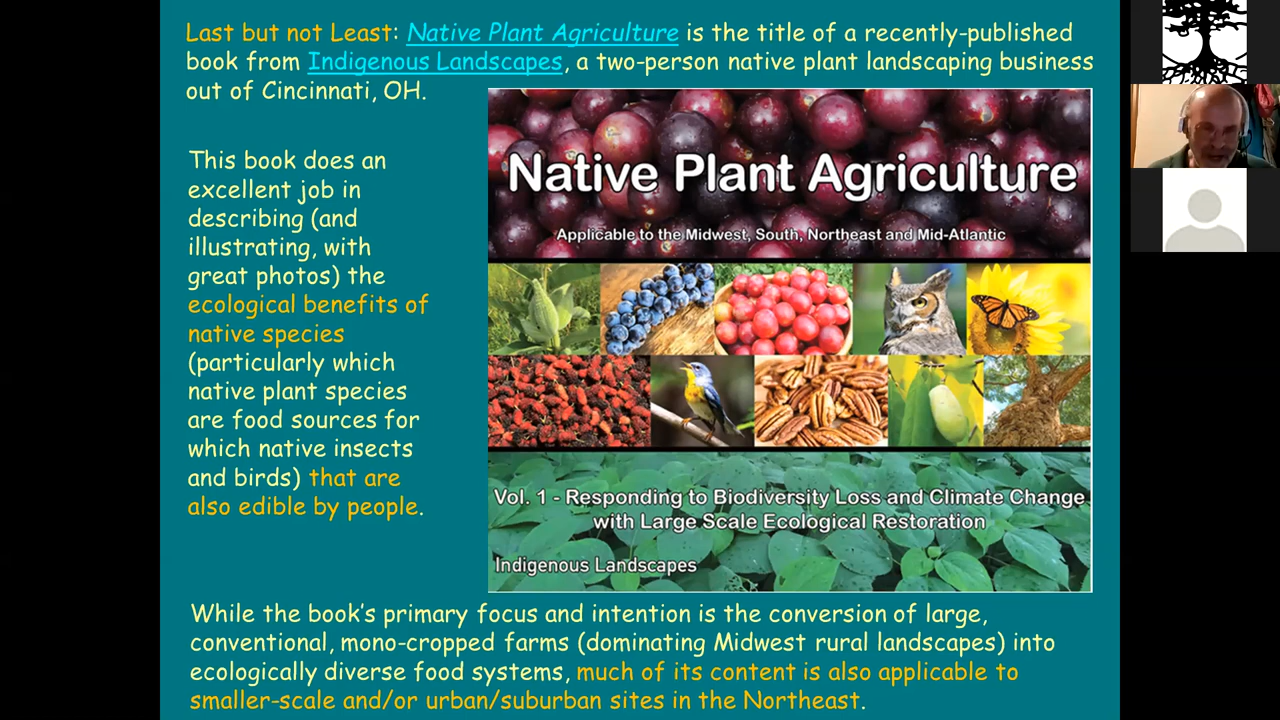 Last but not Least: Native Plant Agriculture is the title of a recently-published
book from Indigenous Landscapes, a two-person native plant landscaping business
out of Cincinnati, OH.
This book does an
excellent job in
describing (and
illustrating, with
great photos) the
ecological benefits of
native species
(particularly which
native plant species
are food sources for
which native insects
and birds) that are
also edible by people.
Native Plant Agriculture
Applicable to the Midwest, South, Northeast and Mid-Atlantic
Vol. 1 - Responding to Biodiversity Loss and Climate Change
with Large Scale Ecological Restoration
Indigenous Landscapes
While the book's primary focus and intention is the conversion of large,
conventional, mono-cropped farms (dominating Midwest rural landscapes) into
ecologically diverse food systems, much of its content is also applicable to
smaller-scale and/or urban/suburban sites in the Northeast.